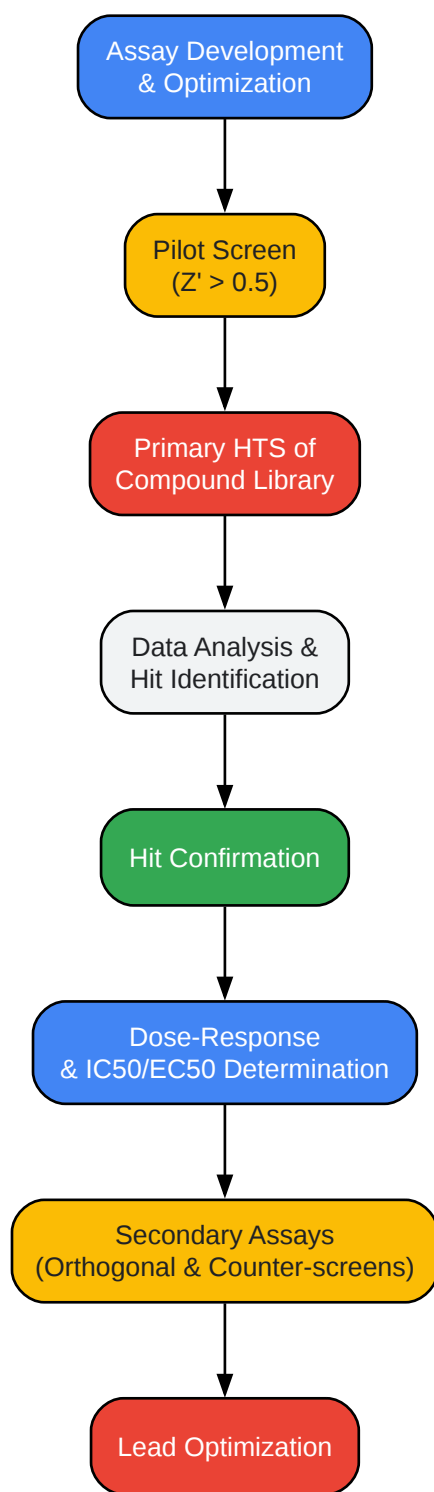 Assay Development
& Optimization
Pilot Screen
(Z' > 0.5)
Primary HTS of
Compound Library
Data Analysis &
Hit Identification
Hit Confirmation
Dose-Response
& IC50/EC50 Determination
Secondary Assays
(Orthogonal & Counter-screens)
Lead Optimization